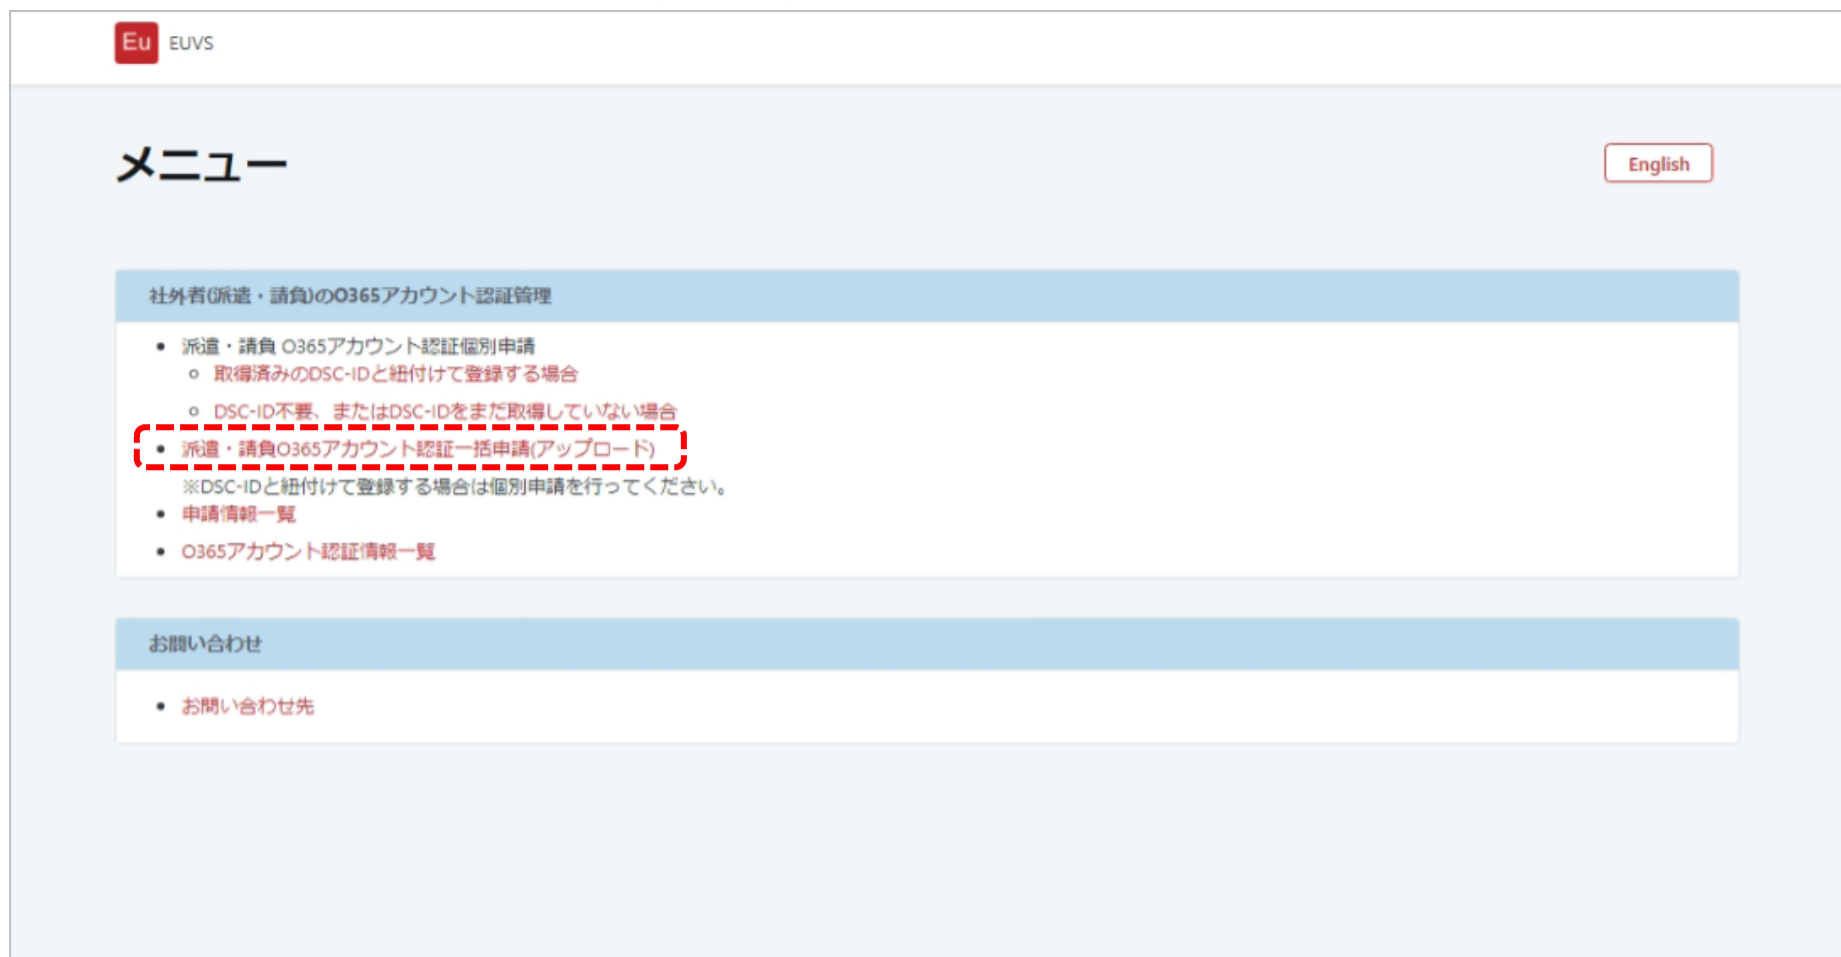 Eu EUVS
メニュー
English
社外者(派遣・請負)のO365アカウント認証管理
派遣・請負 O365アカウント認証個別申請
取得済みのDSC-IDと紐付けて登録する場合
DSC-ID不要、またはDSC-IDをまだ取得していない場合
派遣・請負O365アカウント認証一括申請(アップロード)
※DSC-IDと紐付けて登録する場合は個別申請を行ってください。
申請情報一覧
O365アカウント認証情報一覧
お問い合わせ
お問い合わせ先